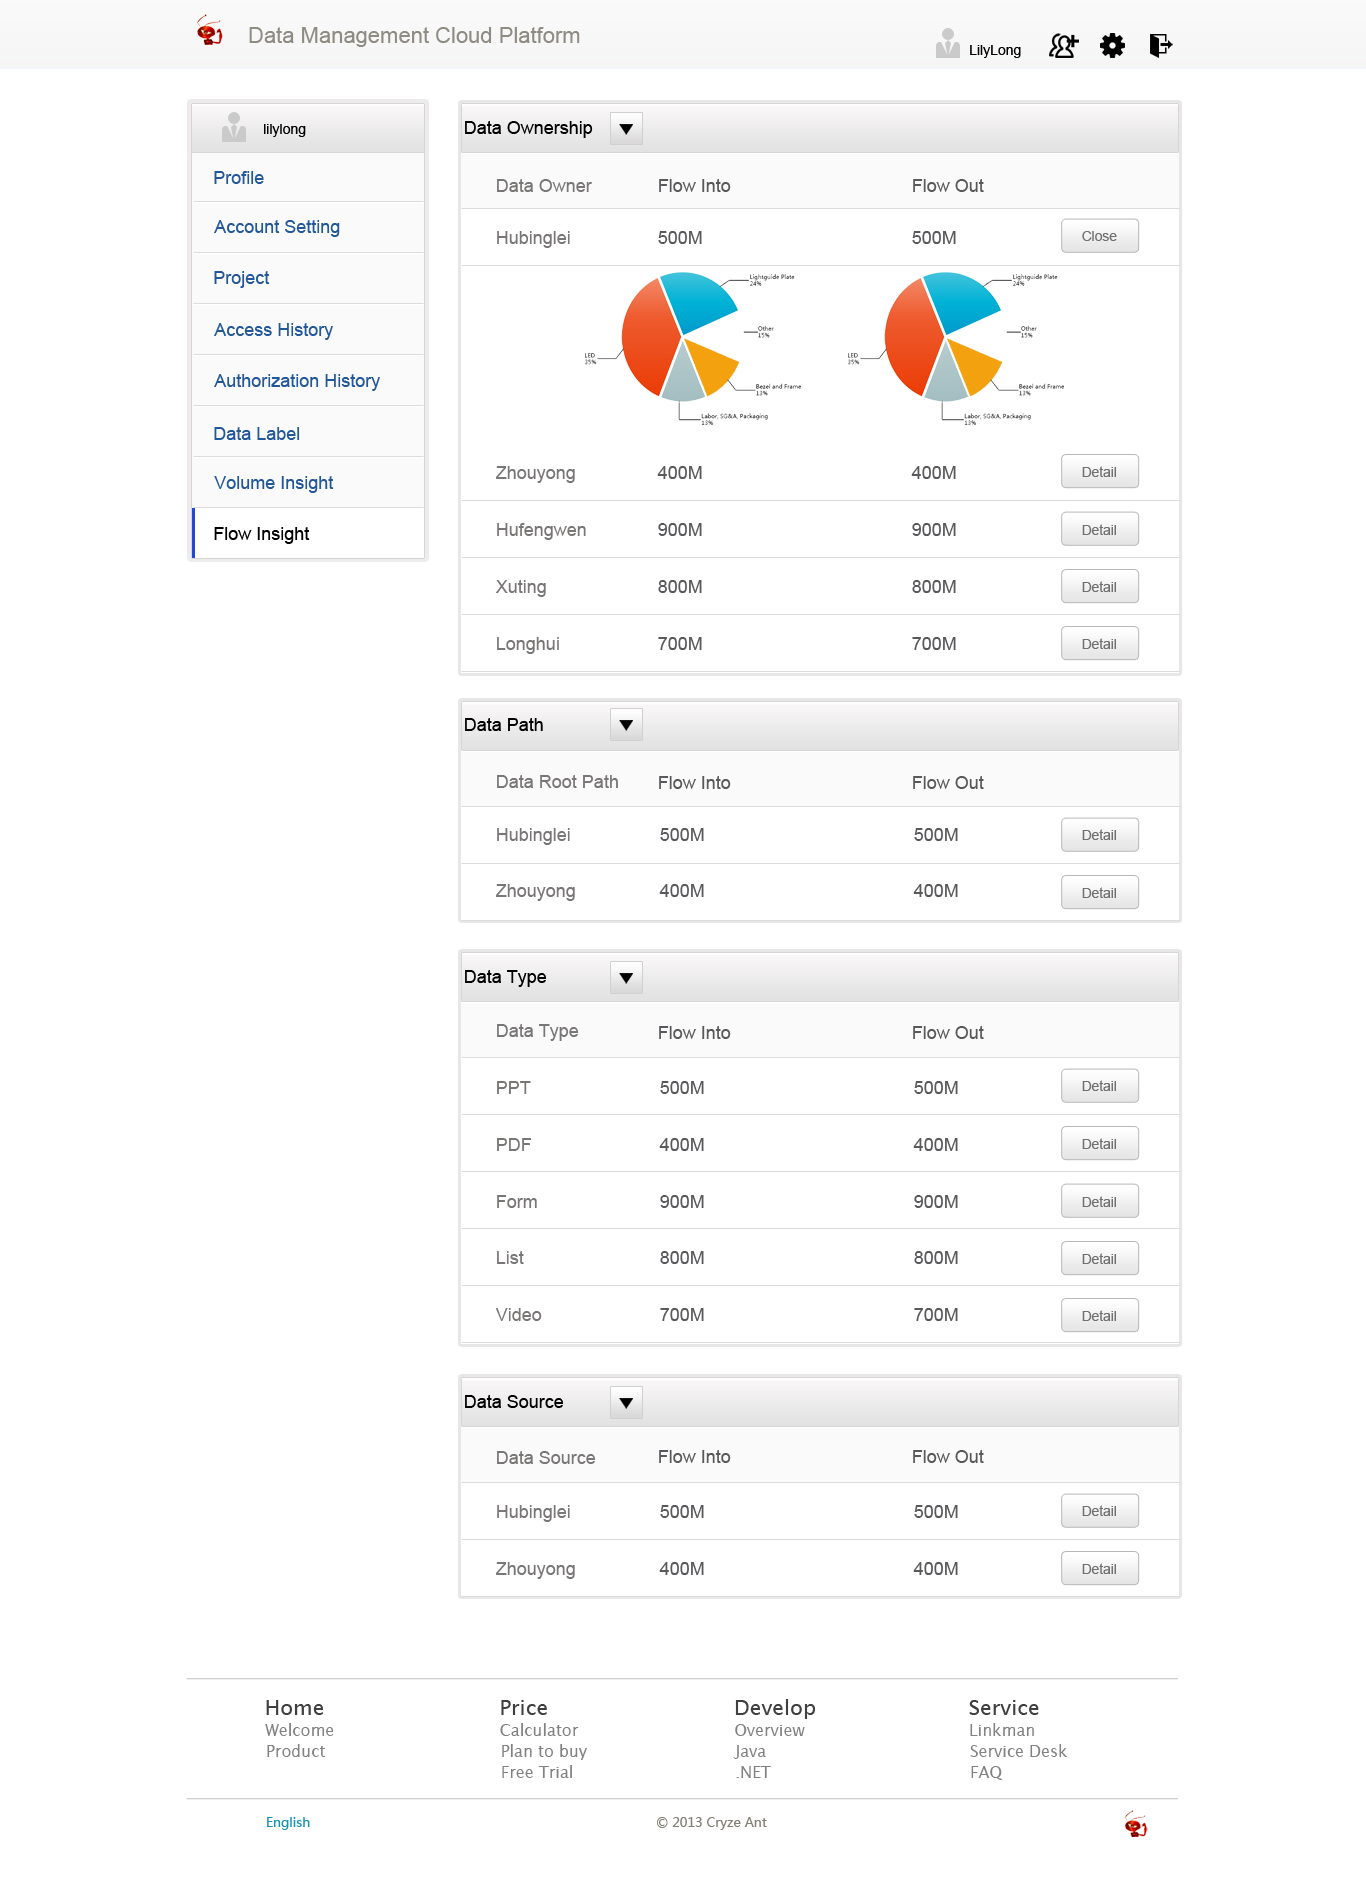 Data Management Cloud Platform
LilyLong
lilylong
Profile
Account Setting
Project
Access History
Authorization History
Data Label
Volume Insight
Flow Insight
Data Ownership
Data Owner Flow Into Flow Out
Hubinglei 500M 500M Close
Lightguide Plate
24%
Other
15%
LED
35%
Bezel and Frame
13%
Labor, SG&A, Packaging
13%
Lightguide Plate
24%
Other
15%
LED
35%
Bezel and Frame
13%
Labor, SG&A, Packaging
13%
Zhouyong 400M 400M Detail
Hufengwen 900M 900M Detail
Xuting 800M 800M Detail
Longhui 700M 700M Detail
Data Path
Data Root Path Flow Into Flow Out
Hubinglei 500M 500M Detail
Zhouyong 400M 400M Detail
Data Type
Data Type Flow Into Flow Out
PPT 500M 500M Detail
PDF 400M 400M Detail
Form 900M 900M Detail
List 800M 800M Detail
Video 700M 700M Detail
Data Source
Data Source Flow Into Flow Out
Hubinglei 500M 500M Detail
Zhouyong 400M 400M Detail
Home Price Develop Service
Welcome Calculator Overview Linkman
Product Plan to buy Java Service Desk
Free Trial .NET FAQ
English © 2013 Cryze Ant